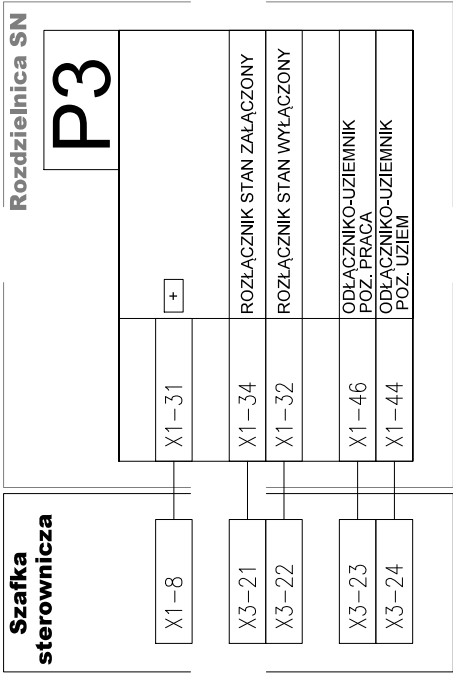 Rozdzielnica SN
P3
Szafka
sterownicza
X1-8
X1-31
+
X3-21
X1-34
ROZŁĄCZNIK STAN ZAŁĄCZONY
X3-22
X1-32
ROZŁĄCZNIK STAN WYŁĄCZONY
X3-23
X1-46
ODŁĄCZNIKO-UZIEMNIK
POZ. PRACA
X3-24
X1-44
ODŁĄCZNIKO-UZIEMNIK
POZ. UZIEM